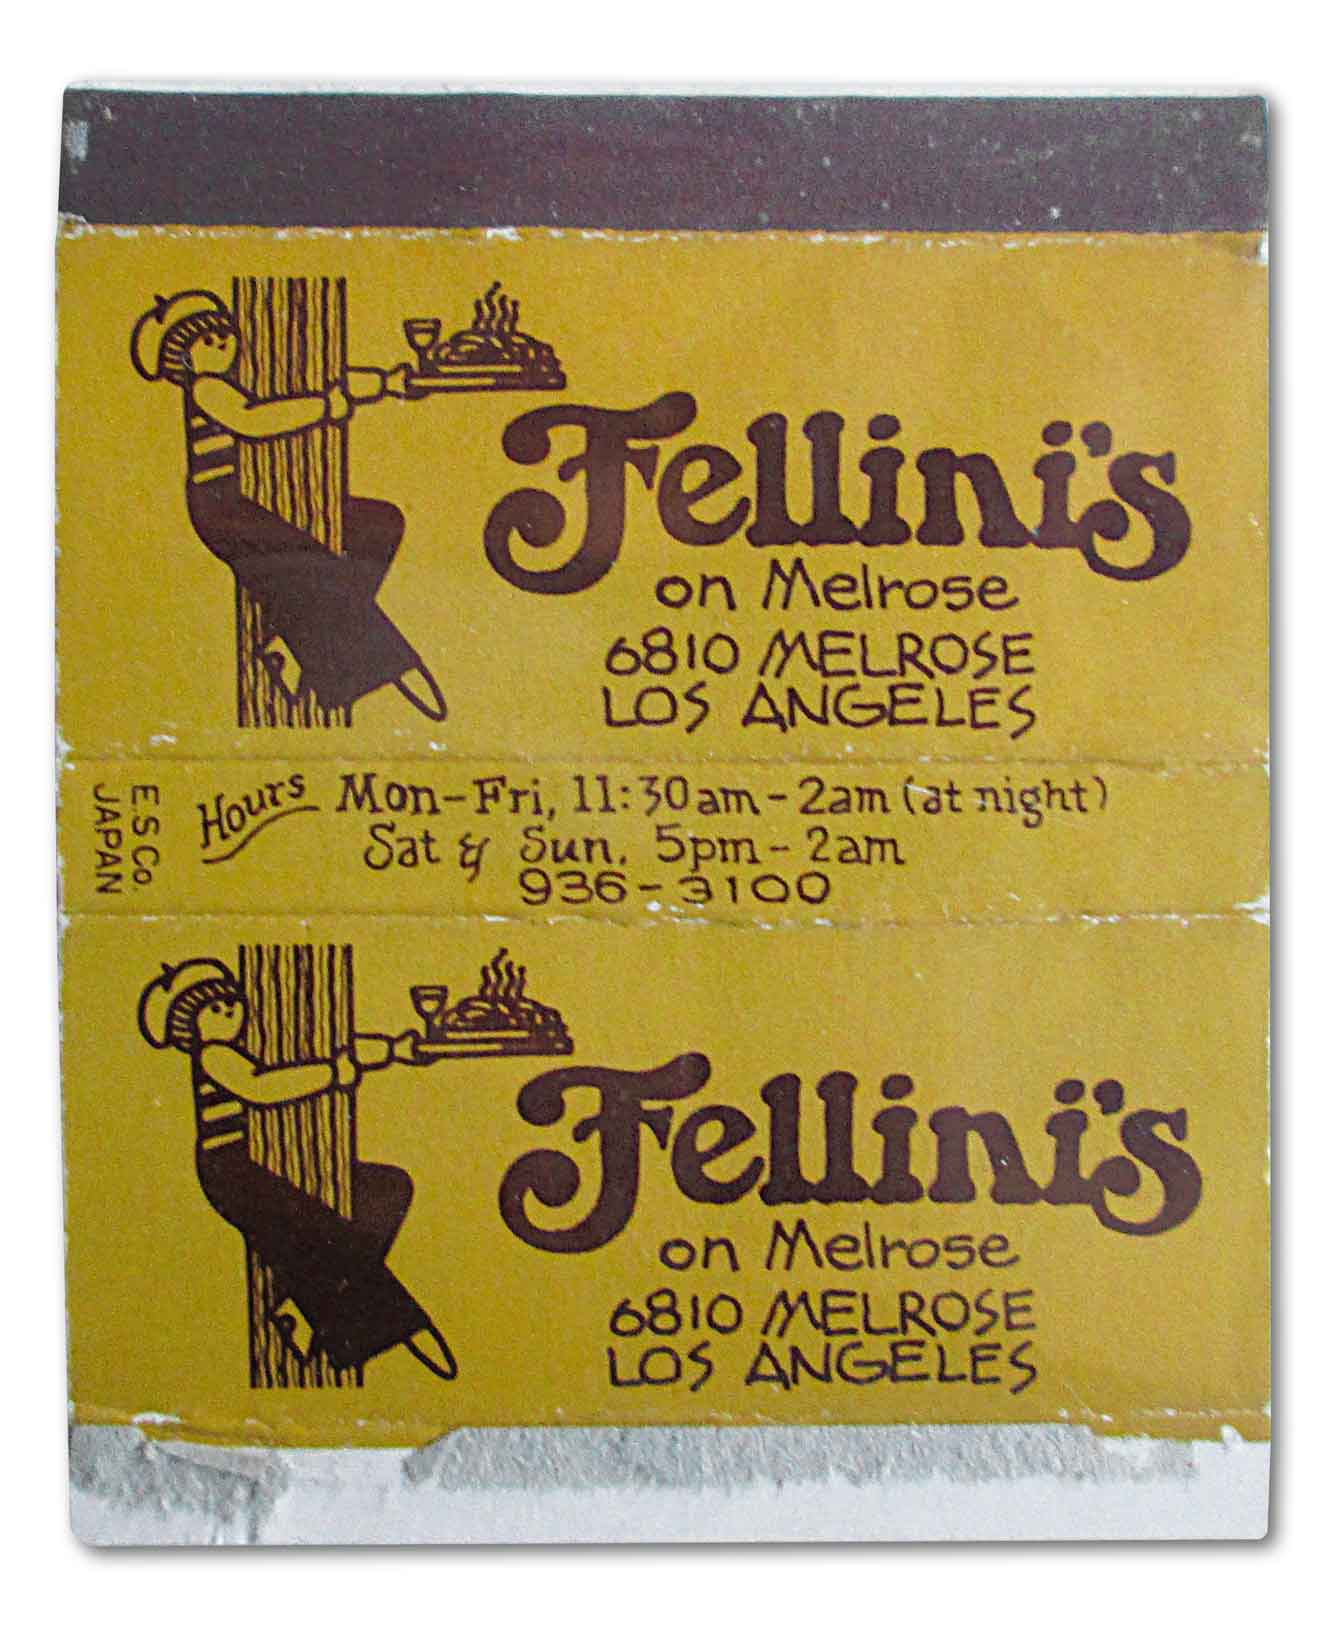 Fellini's
on Melrose
6810 MELROSE
LOS ANGELES
E.S Co.
JAPAN
Hours Mon-Fri, 11:30am-2am (at night)
Sat & Sun. 5pm-2am
936-3100
Fellini's
on Melrose
6810 MELROSE
LOS ANGELES